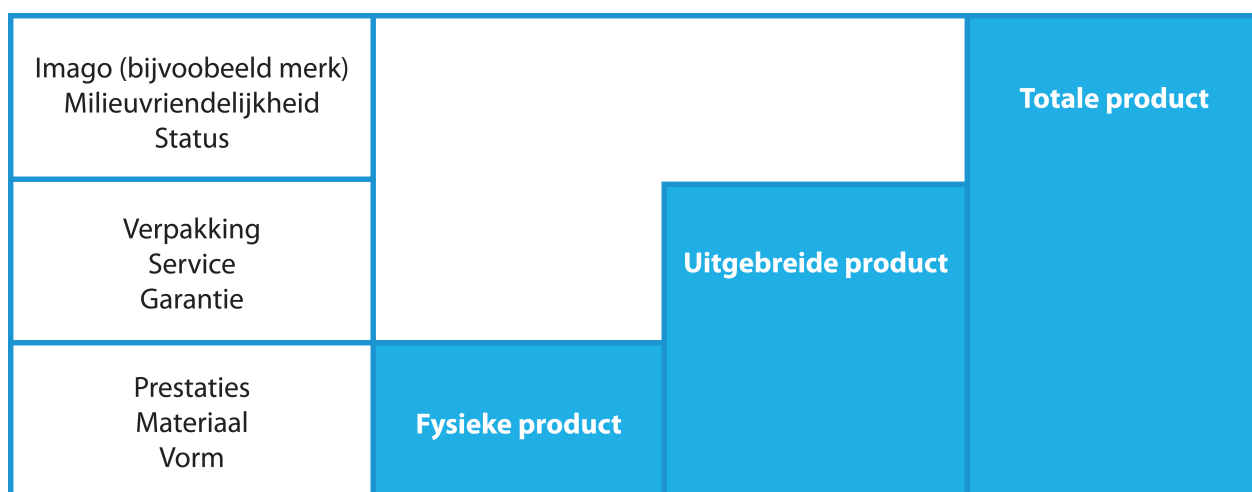 Imago (bijvoobeeld merk)
Milieuvriendelijkheid
Status
Totale product
Verpakking
Service
Garantie
Uitgebreide product
Prestaties
Materiaal
Vorm
Fysieke product